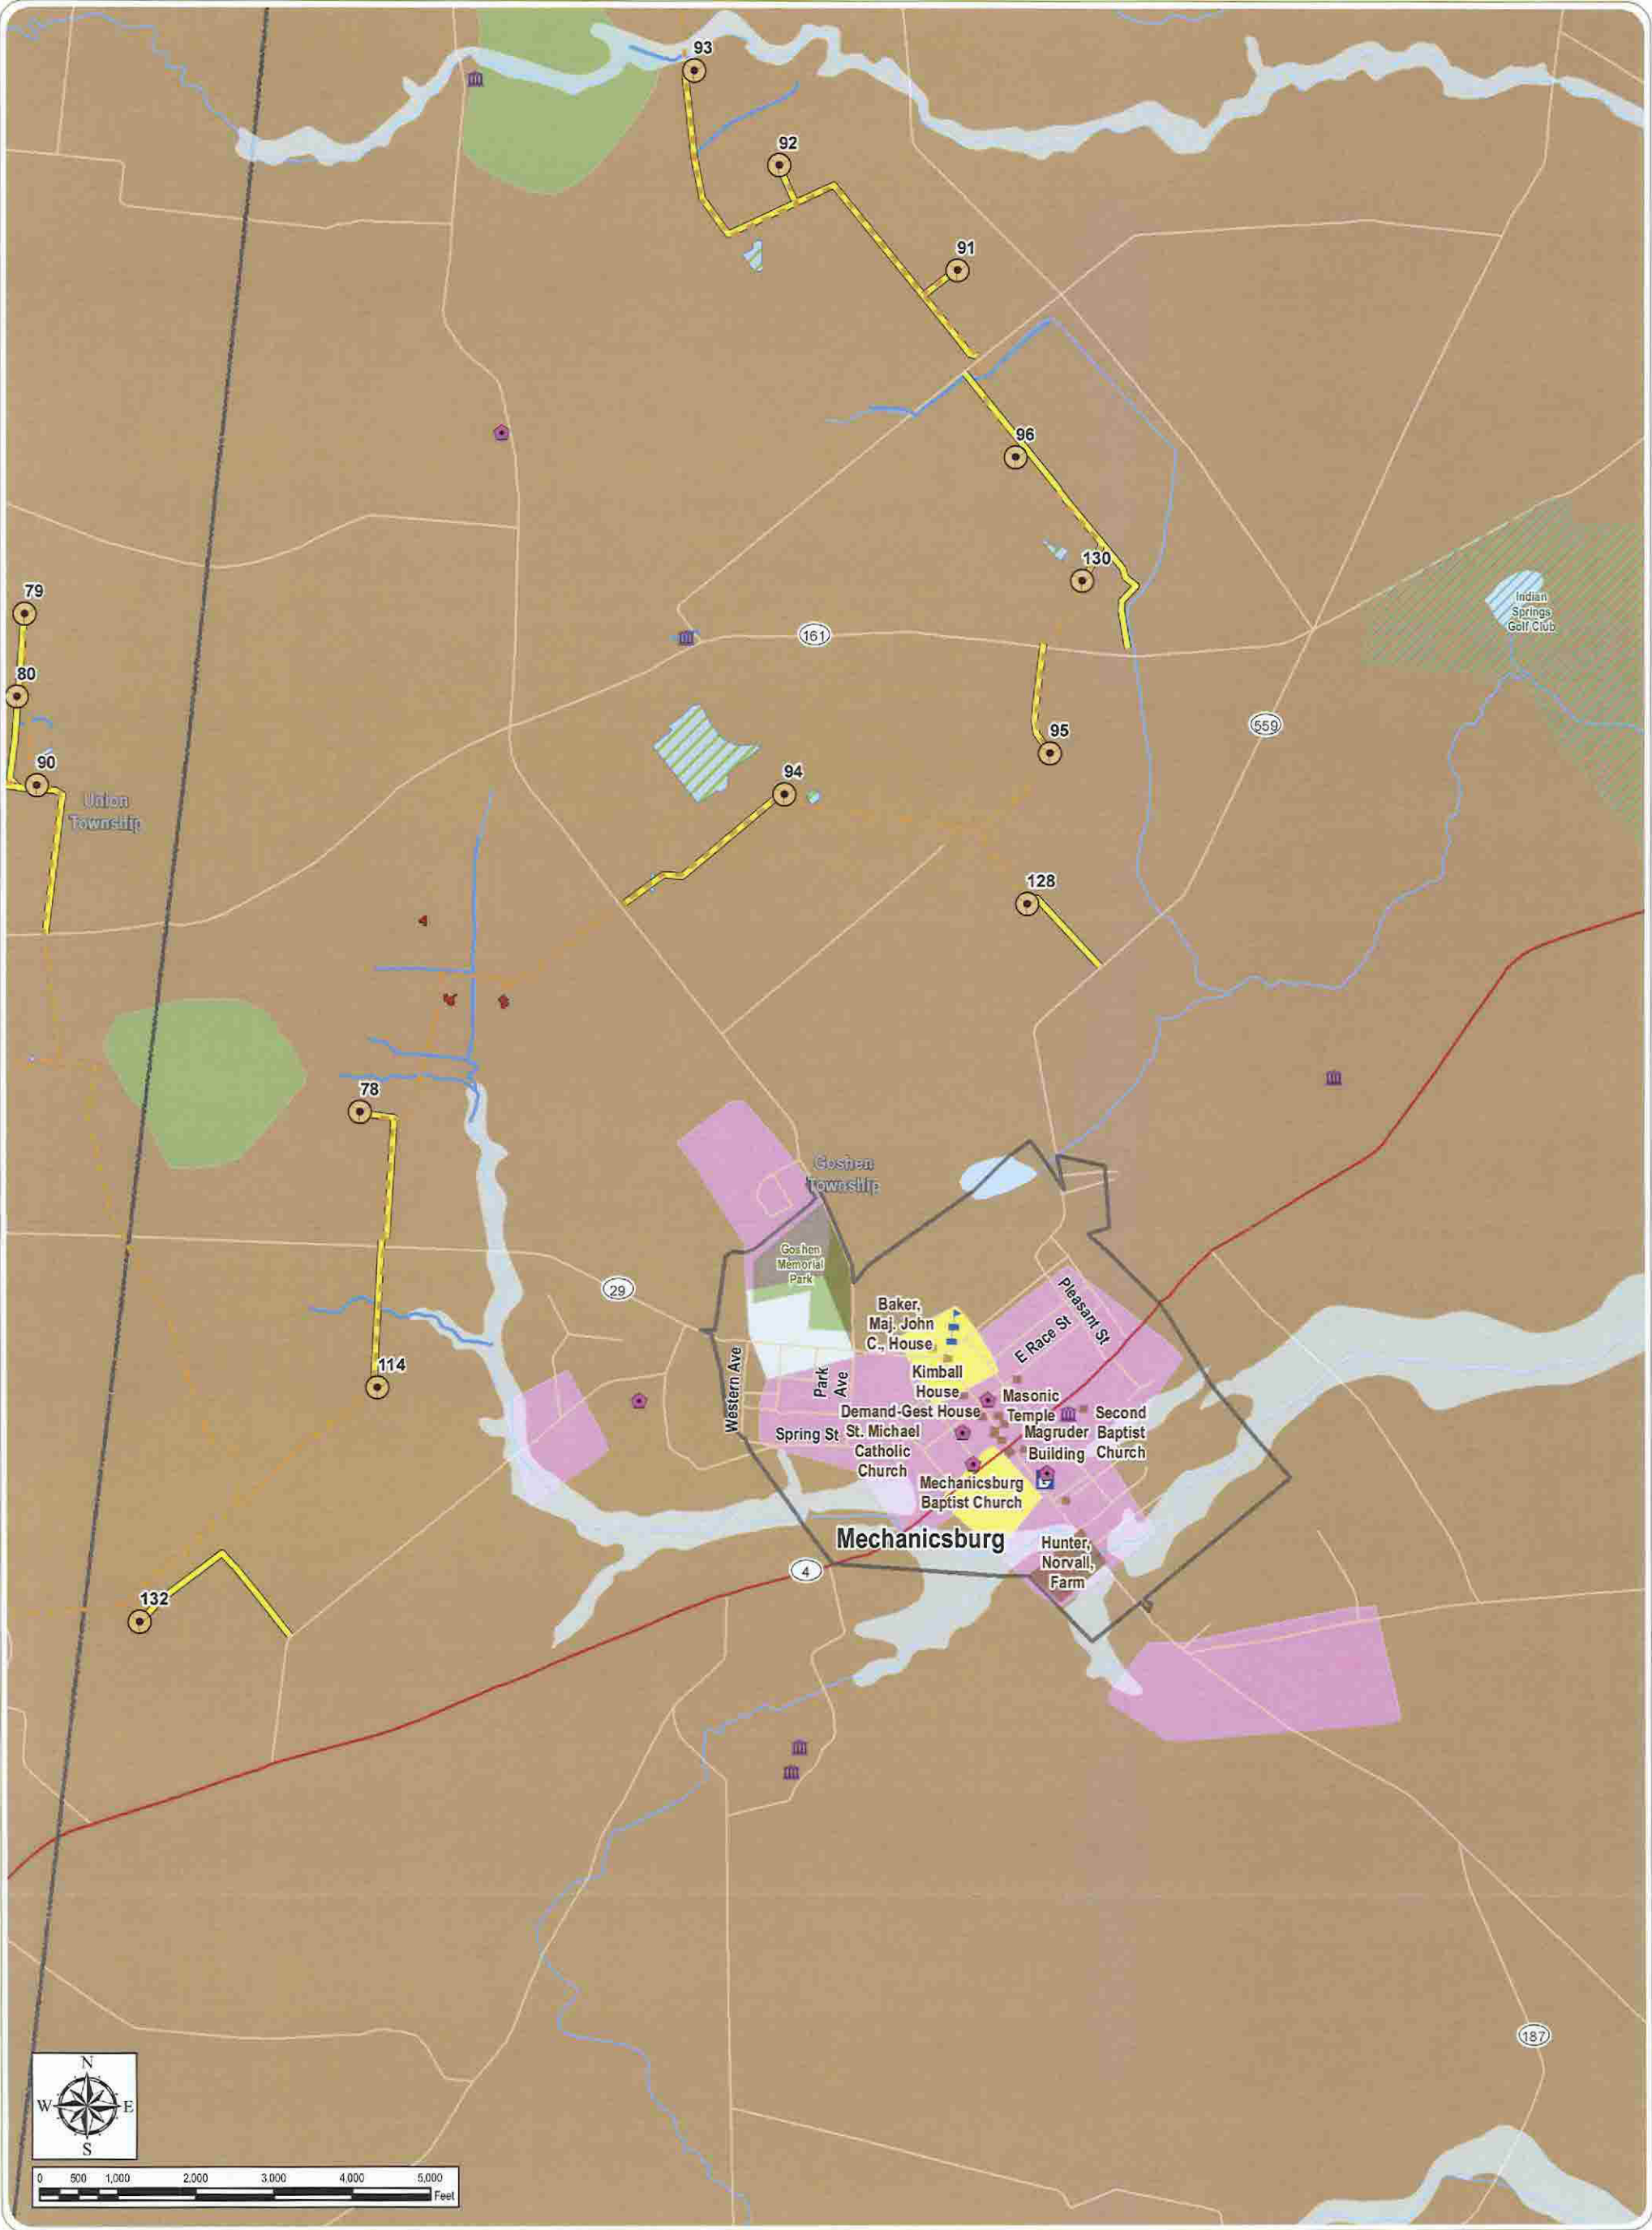 93
92
91
96
130
79
161
Indian
Springs
Golf Club
80
559
95
90
94
Union
Township
128
78
Goshen
Township
Goshen
Memorial
Park
29
Baker,
Maj. John
C., House
Pleasant St
E Race St
114
Western Ave
Park
Ave
Kimball
House
Masonic
Temple
Demand-Gest House
Second
Baptist
Church
Spring St
St. Michael
Catholic
Church
Magruder
Building
Mechanicsburg
Baptist Church
Mechanicsburg
Hunter,
Norvall,
Farm
4
132
187
N
W
E
S
0 500 1,000 2,000 3,000 4,000 5,000
Feet